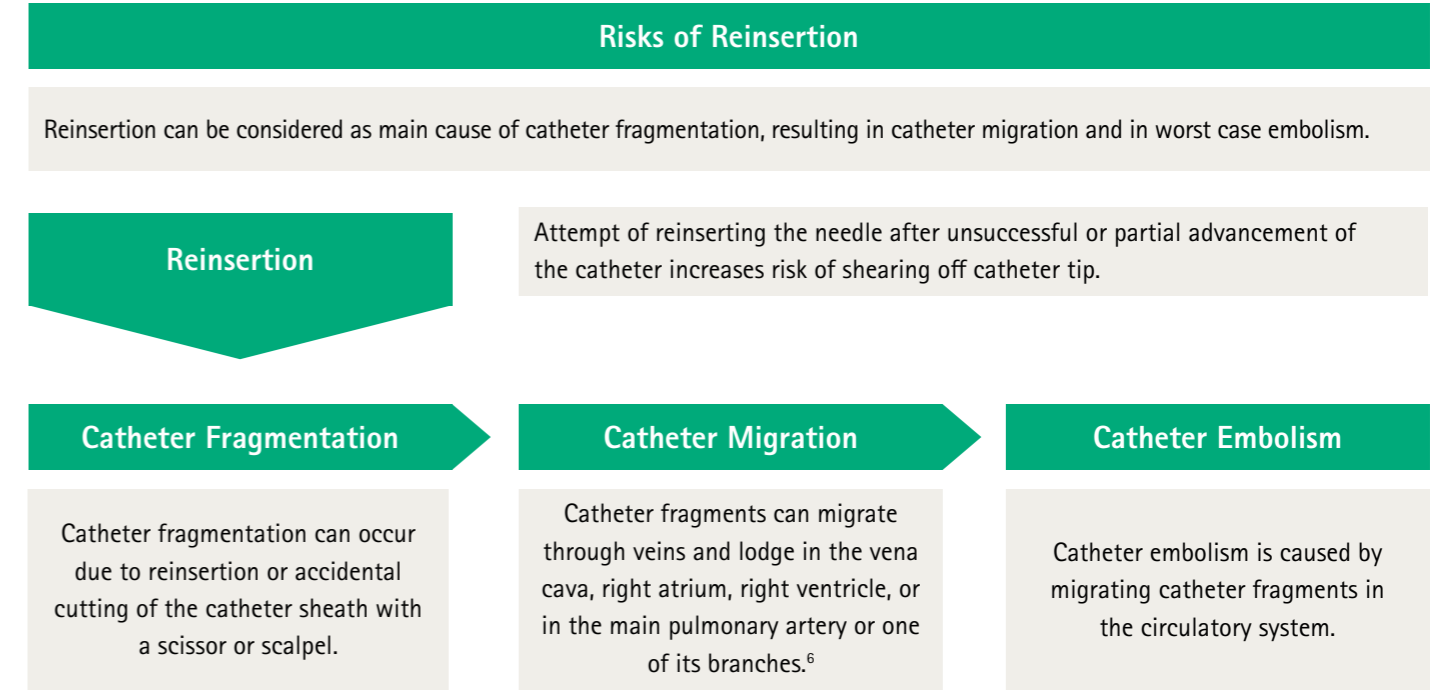 Risks of Reinsertion
Reinsertion can be considered as main cause of catheter fragmentation, resulting in catheter migration and in worst case embolism.
Reinsertion
Attempt of reinserting the needle after unsuccessful or partial advancement of
the catheter increases risk of shearing off catheter tip.
Catheter Fragmentation
Catheter fragmentation can occur
due to reinsertion or accidental
cutting of the catheter sheath with
a scissor or scalpel.
Catheter Migration
Catheter fragments can migrate
through veins and lodge in the vena
cava, right atrium, right ventricle, or
in the main pulmonary artery or one
of its branches.⁶
Catheter Embolism
Catheter embolism is caused by
migrating catheter fragments in
the circulatory system.